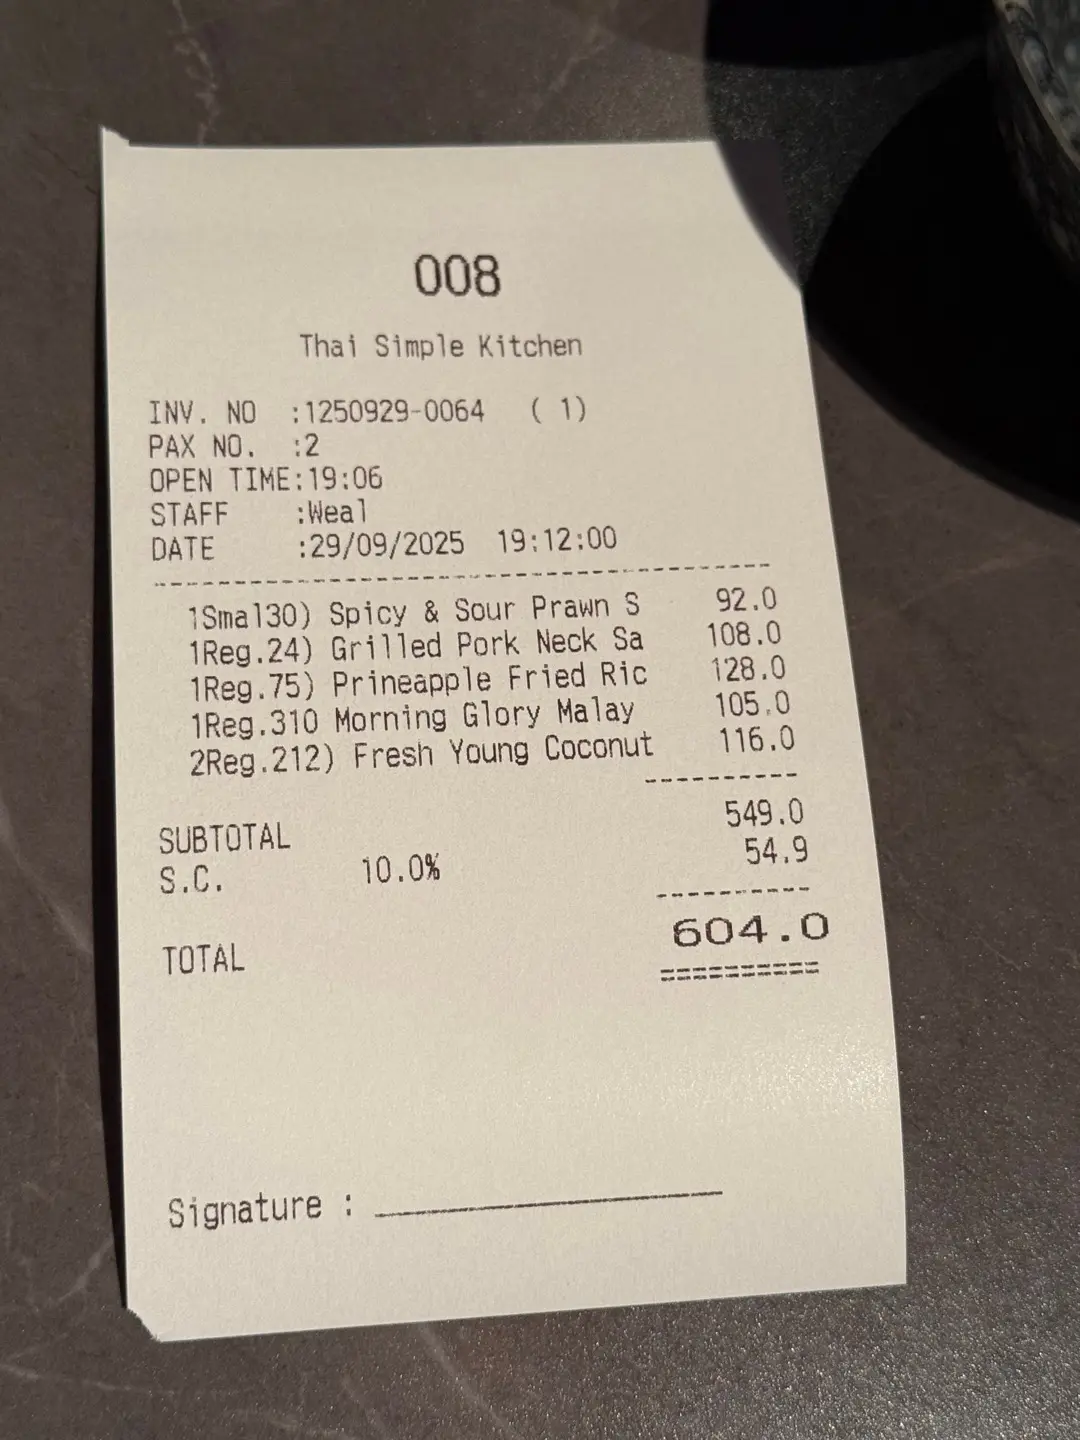 008
Thai Simple Kitchen
INV. NO :1250929-0064 ( 1)
PAX NO. :2
OPEN TIME:19:06
STAFF :Weal
DATE :29/09/2025 19:12:00
1Smal30) Spicy & Sour Prawn S 92.0
1Reg.24) Grilled Pork Neck Sa 108.0
1Reg.75) Prineapple Fried Ric 128.0
1Reg.310 Morning Glory Malay 105.0
2Reg.212) Fresh Young Coconut 116.0
SUBTOTAL 549.0
S.C. 10.0% 54.9
TOTAL 604.0
Signature :